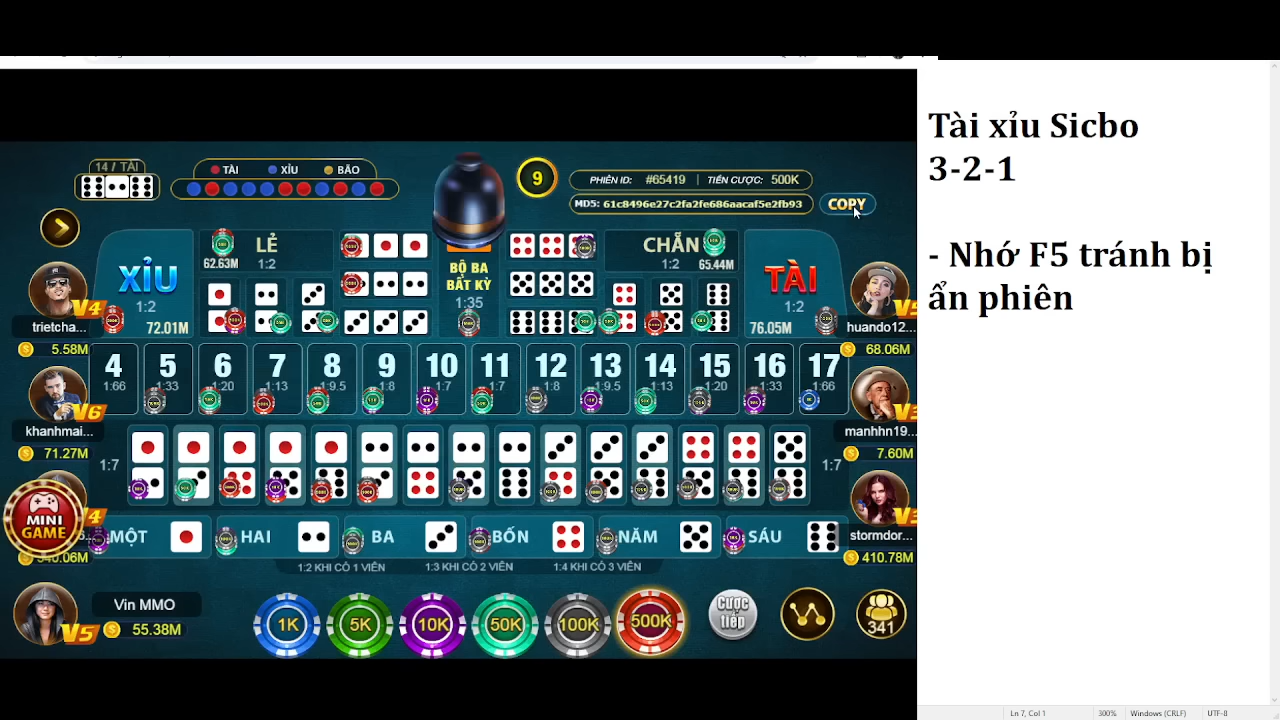 14 / TÀI
TÀI XỈU BÃO
9
PHIÊN ID: #65419 TIỀN CƯỢC: 500K
MD5: 61c8496e27c2fa2fe686aacaf5e2fb93
COPY
XỈU
1:2
72.01M
LẺ
1:2
62.63M
BỘ BA
BẤT KỲ
1:35
CHẴN
1:2
65.44M
TÀI
1:2
76.05M
V4
trietcha...
5.58M
huando12...
68.06M
4 5 6 7 8 9 10 11 12 13 14 15 16 17
1:66 1:33 1:20 1:13 1:9.5 1:8 1:7 1:7 1:8 1:9.5 1:13 1:20 1:33 1:66
V6
khanhmai...
71.27M
manhhn19...
7.60M
1:7 1:7
MINI
GAME
MỘT HAI BA BỐN NĂM SÁU
stormdor...
410.78M
1:2 KHI CÓ 1 VIÊN 1:3 KHI CÓ 2 VIÊN 1:4 KHI CÓ 3 VIÊN
V5
Vin MMO
55.38M
1K 5K 10K 50K 100K 500K
Cược
tiếp
341
Tài xỉu Sicbo
3-2-1
- Nhớ F5 tránh bị
ẩn phiên
Ln 7, Col 1 300% Windows (CRLF) UTF-8